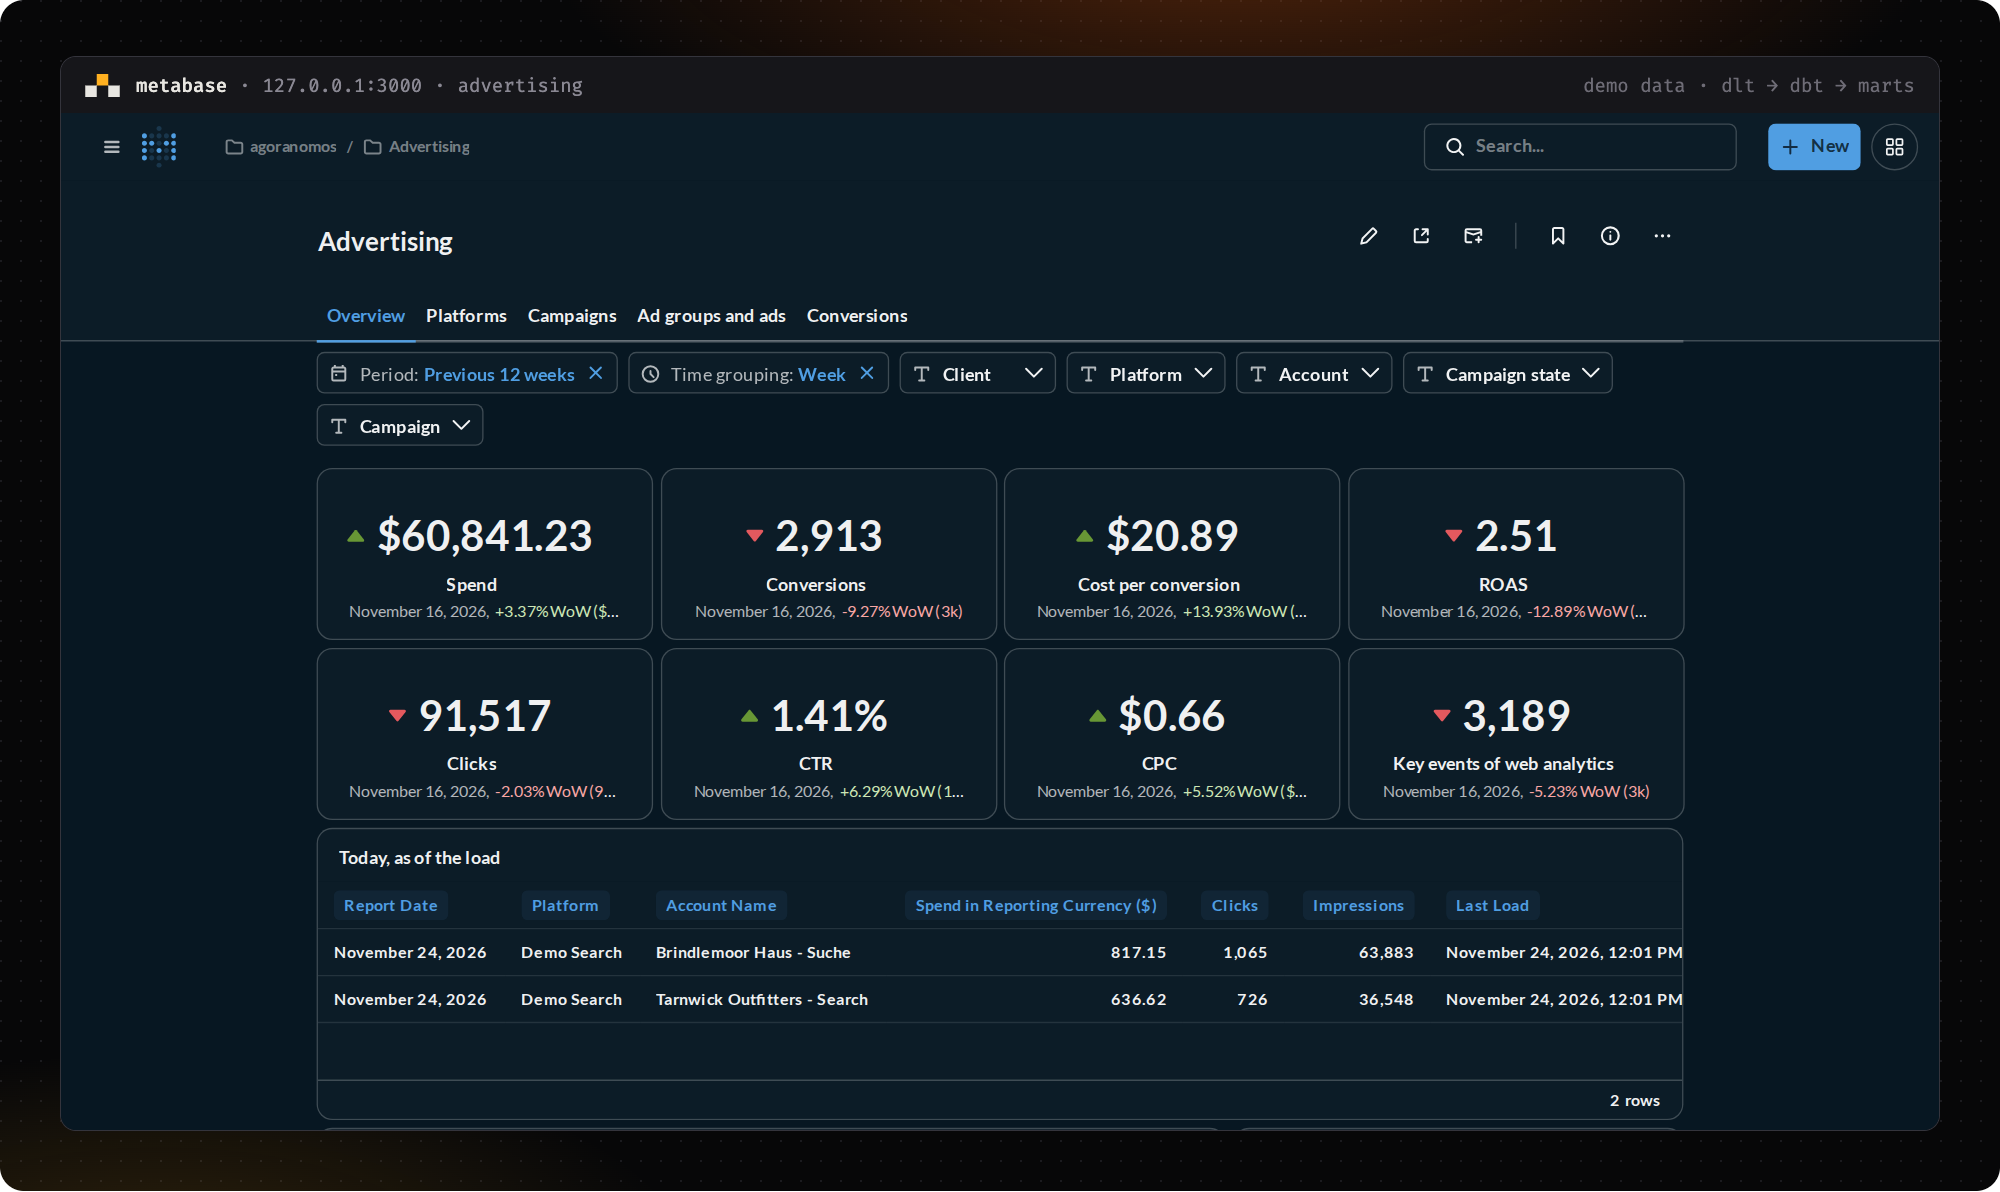 metabase · 127.0.0.1:3000 · advertising
demo data · dlt → dbt → marts
agoranomos / Advertising
Search...
+ New
Advertising
Overview Platforms Campaigns Ad groups and ads Conversions
Period: Previous 12 weeks
Time grouping: Week
Client
Platform
Account
Campaign state
Campaign
$60,841.23
Spend
November 16, 2026, +3.37% WoW ($...
2,913
Conversions
November 16, 2026, -9.27% WoW (3k)
$20.89
Cost per conversion
November 16, 2026, +13.93% WoW (...
2.51
ROAS
November 16, 2026, -12.89% WoW (...
91,517
Clicks
November 16, 2026, -2.03% WoW (9...
1.41%
CTR
November 16, 2026, +6.29% WoW (1...
$0.66
CPC
November 16, 2026, +5.52% WoW ($...
3,189
Key events of web analytics
November 16, 2026, -5.23% WoW (3k)
Today, as of the load
Report Date Platform Account Name Spend in Reporting Currency ($) Clicks Impressions Last Load
November 24, 2026 Demo Search Brindlemoor Haus - Suche 817.15 1,065 63,883 November 24, 2026, 12:01 PM
November 24, 2026 Demo Search Tarnwick Outfitters - Search 636.62 726 36,548 November 24, 2026, 12:01 PM
2 rows